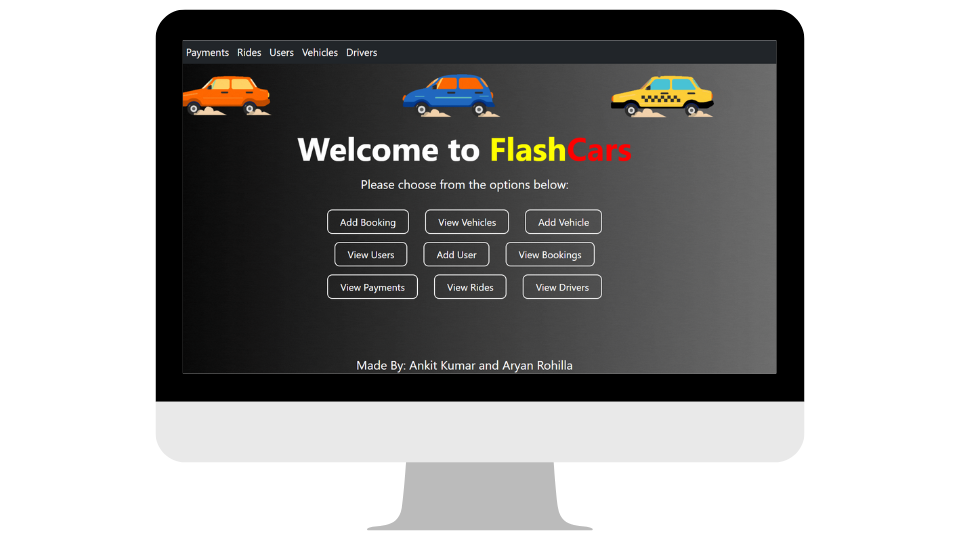 Payments Rides Users Vehicles Drivers
Welcome to FlashCars
Please choose from the options below:
Add Booking View Vehicles Add Vehicle
View Users Add User View Bookings
View Payments View Rides View Drivers
Made By: Ankit Kumar and Aryan Rohilla